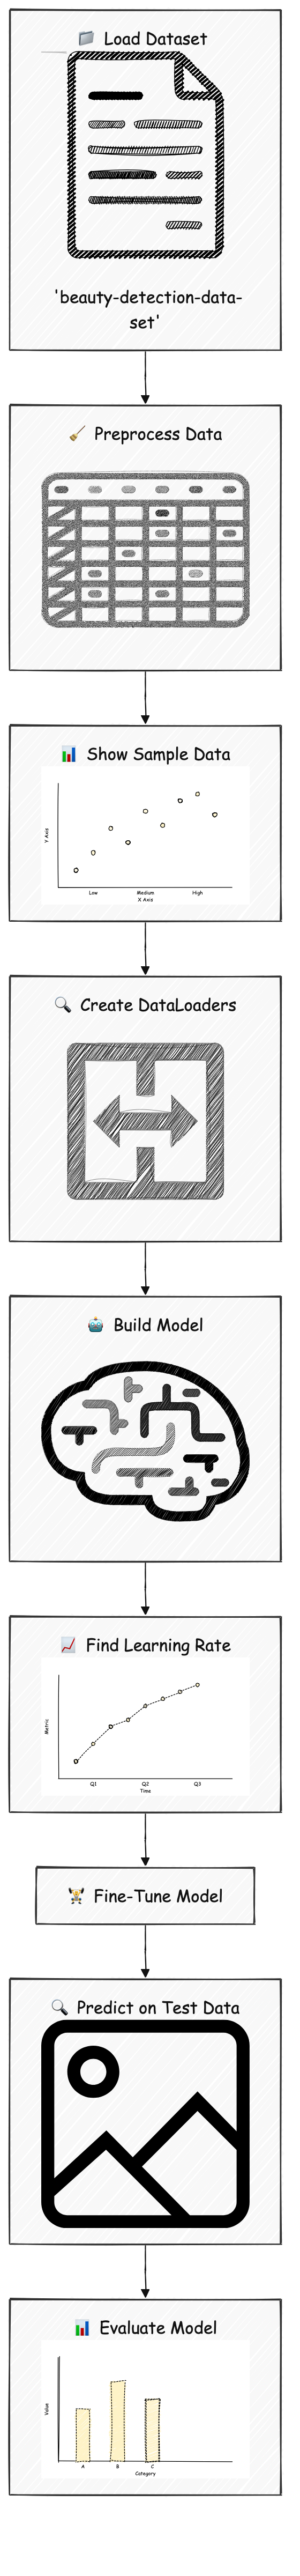 Load Dataset
'beauty-detection-data-
set'
Preprocess Data
Show Sample Data
Y Axis
Low Medium High
X Axis
Create DataLoaders
Build Model
Find Learning Rate
Metric
Q1 Q2 Q3
Time
Fine-Tune Model
Predict on Test Data
Evaluate Model
Value
A B C
Category